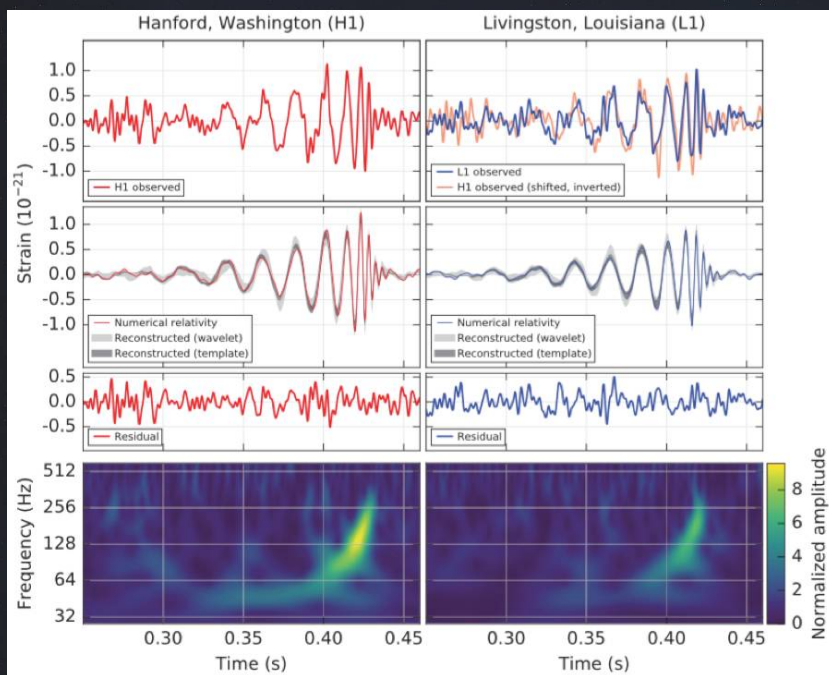 Hanford, Washington (H1)
Livingston, Louisiana (L1)
Strain (10⁻²¹)
1.0
0.5
0.0
-0.5
-1.0
H1 observed
L1 observed
H1 observed (shifted, inverted)
1.0
0.5
0.0
-0.5
-1.0
Numerical relativity
Reconstructed (wavelet)
Reconstructed (template)
Numerical relativity
Reconstructed (wavelet)
Reconstructed (template)
0.5
0.0
-0.5
Residual
Residual
Frequency (Hz)
512
256
128
64
32
Normalized amplitude
8
6
4
2
0
0.30
0.35
0.40
0.45
0.30
0.35
0.40
0.45
Time (s)
Time (s)